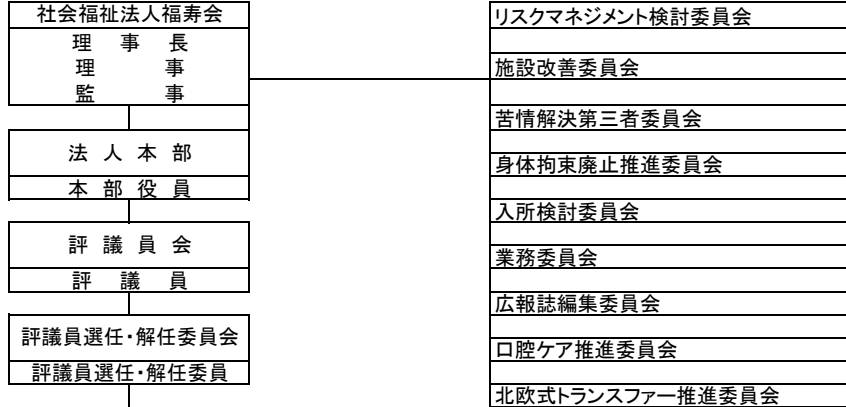 社会福祉法人福寿会
理事長
理事
監事
法人本部
本部役員
評議員会
評議員
評議員選任・解任委員会
評議員選任・解任委員
リスクマネジメント検討委員会
施設改善委員会
苦情解決第三者委員会
身体拘束廃止推進委員会
入所検討委員会
業務委員会
広報誌編集委員会
口腔ケア推進委員会
北欧式トランスファー推進委員会